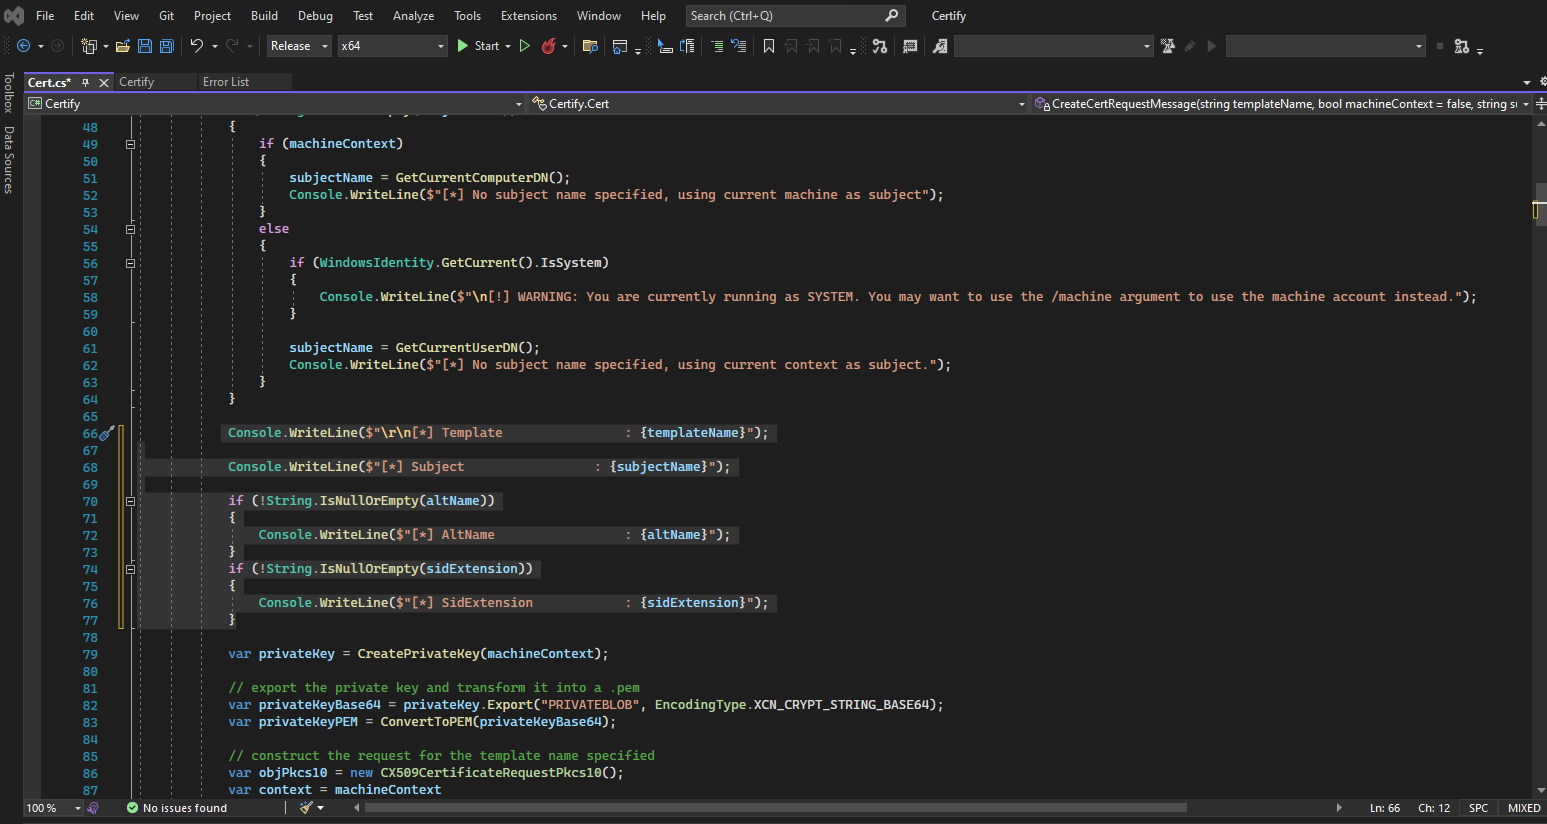 File Edit View Git Project Build Debug Test Analyze Tools Extensions Window Help Search (Ctrl+Q) Certify
Release x64 Start
Toolbox
Data Sources
Cert.cs* Certify Error List
Certify Certify.Cert CreateCertRequestMessage(string templateName, bool machineContext = false, string su
48 {
49 if (machineContext)
50 {
51 subjectName = GetCurrentComputerDN();
52 Console.WriteLine($"[*] No subject name specified, using current machine as subject");
53 }
54 else
55 {
56 if (WindowsIdentity.GetCurrent().IsSystem)
57 {
58 Console.WriteLine($"\n[!] WARNING: You are currently running as SYSTEM. You may want to use the /machine argument to use the machine account instead.");
59 }
60
61 subjectName = GetCurrentUserDN();
62 Console.WriteLine($"[*] No subject name specified, using current context as subject.");
63 }
64 }
65
66 Console.WriteLine($"\r\n[*] Template : {templateName}");
67
68 Console.WriteLine($"[*] Subject : {subjectName}");
69
70 if (!String.IsNullOrEmpty(altName))
71 {
72 Console.WriteLine($"[*] AltName : {altName}");
73 }
74 if (!String.IsNullOrEmpty(sidExtension))
75 {
76 Console.WriteLine($"[*] SidExtension : {sidExtension}");
77 }
78
79 var privateKey = CreatePrivateKey(machineContext);
80
81 // export the private key and transform it into a .pem
82 var privateKeyBase64 = privateKey.Export("PRIVATEBLOB", EncodingType.XCN_CRYPT_STRING_BASE64);
83 var privateKeyPEM = ConvertToPEM(privateKeyBase64);
84
85 // construct the request for the template name specified
86 var objPkcs10 = new CX509CertificateRequestPkcs10();
87 var context = machineContext
100 % No issues found Ln: 66 Ch: 12 SPC MIXED